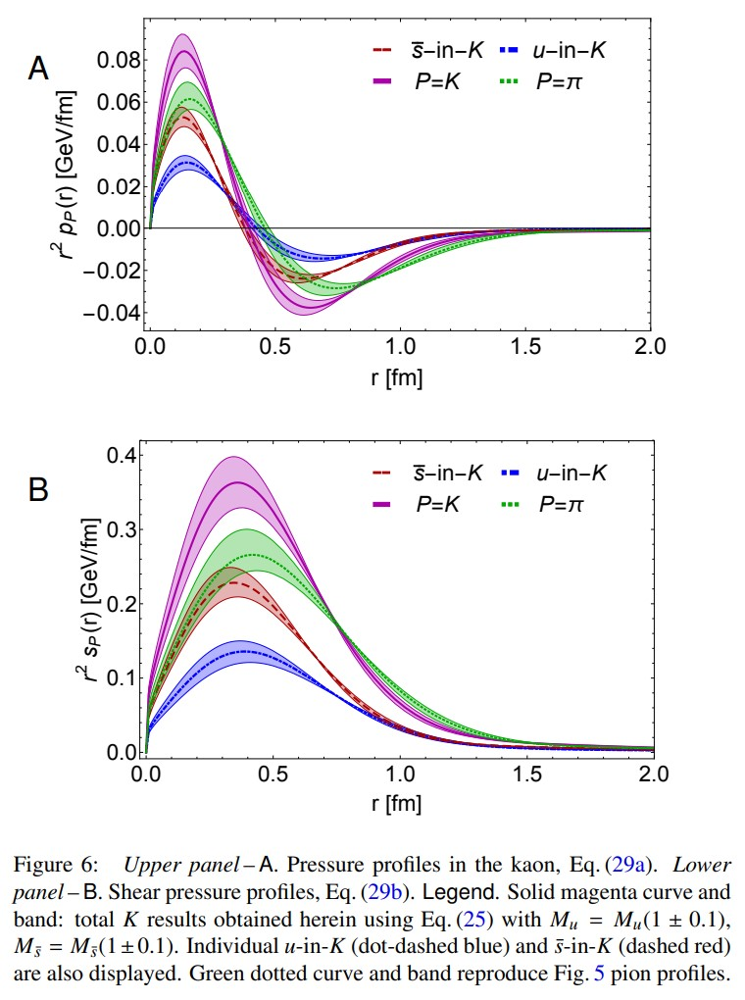 A
s̄-in-K u-in-K
P=K P=π
r² p_P(r) [GeV/fm]
0.08
0.06
0.04
0.02
0.00
−0.02
−0.04
0.0 0.5 1.0 1.5 2.0
r [fm]
B
s̄-in-K u-in-K
P=K P=π
r² s_P(r) [GeV/fm]
0.4
0.3
0.2
0.1
0.0
0.0 0.5 1.0 1.5 2.0
r [fm]
Figure 6: Upper panel – A. Pressure profiles in the kaon, Eq. (29a). Lower
panel – B. Shear pressure profiles, Eq. (29b). Legend. Solid magenta curve and
band: total K results obtained herein using Eq. (25) with M_u = M_u(1 ± 0.1),
M_s̄ = M_s̄(1±0.1). Individual u-in-K (dot-dashed blue) and s̄-in-K (dashed red)
are also displayed. Green dotted curve and band reproduce Fig. 5 pion profiles.